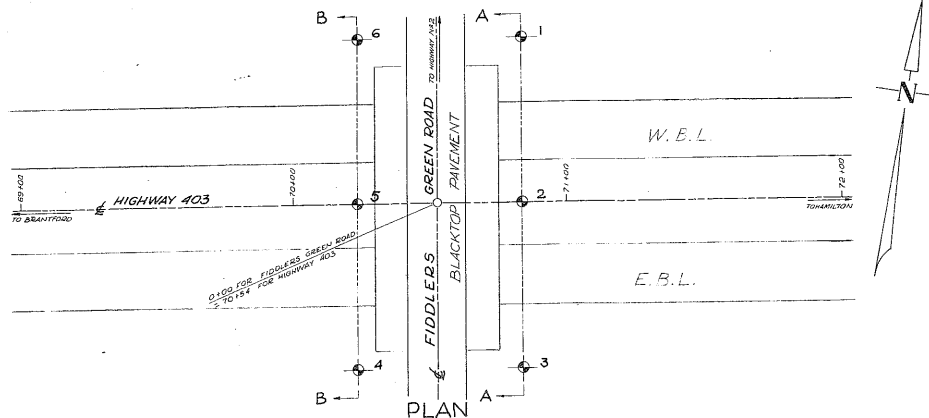 B
A
6
1
TO HIGHWAY No.2
N
FIDDLERS GREEN ROAD
BLACKTOP PAVEMENT
W.B.L.
69+00
70+00
71+00
72+00
℄ HIGHWAY 403
5
2
TO BRANTFORD
TO HAMILTON
0+00 FOR FIDDLERS GREEN ROAD
= 70+54 FOR HIGHWAY 403
E.B.L.
4
3
℄
B
A
PLAN